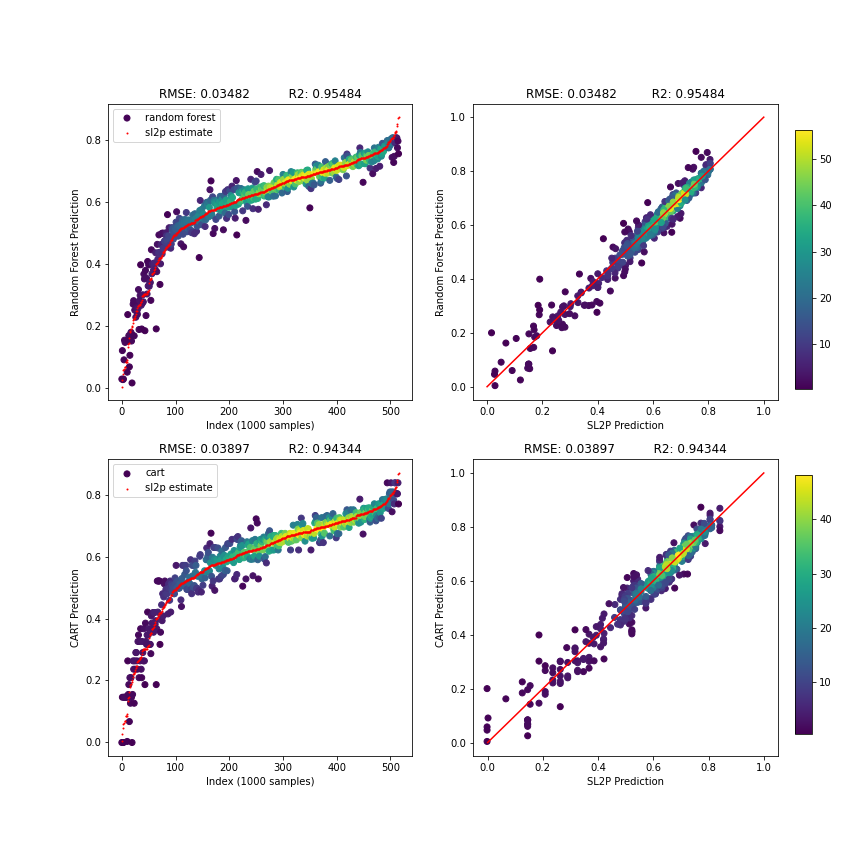 RMSE: 0.03482 R2: 0.95484
random forest
sl2p estimate
Random Forest Prediction
0.8
0.6
0.4
0.2
0.0
0 100 200 300 400 500
Index (1000 samples)
RMSE: 0.03482 R2: 0.95484
Random Forest Prediction
1.0
0.8
0.6
0.4
0.2
0.0
0.0 0.2 0.4 0.6 0.8 1.0
SL2P Prediction
50
40
30
20
10
RMSE: 0.03897 R2: 0.94344
cart
sl2p estimate
CART Prediction
0.8
0.6
0.4
0.2
0.0
0 100 200 300 400 500
Index (1000 samples)
RMSE: 0.03897 R2: 0.94344
CART Prediction
1.0
0.8
0.6
0.4
0.2
0.0
0.0 0.2 0.4 0.6 0.8 1.0
SL2P Prediction
40
30
20
10